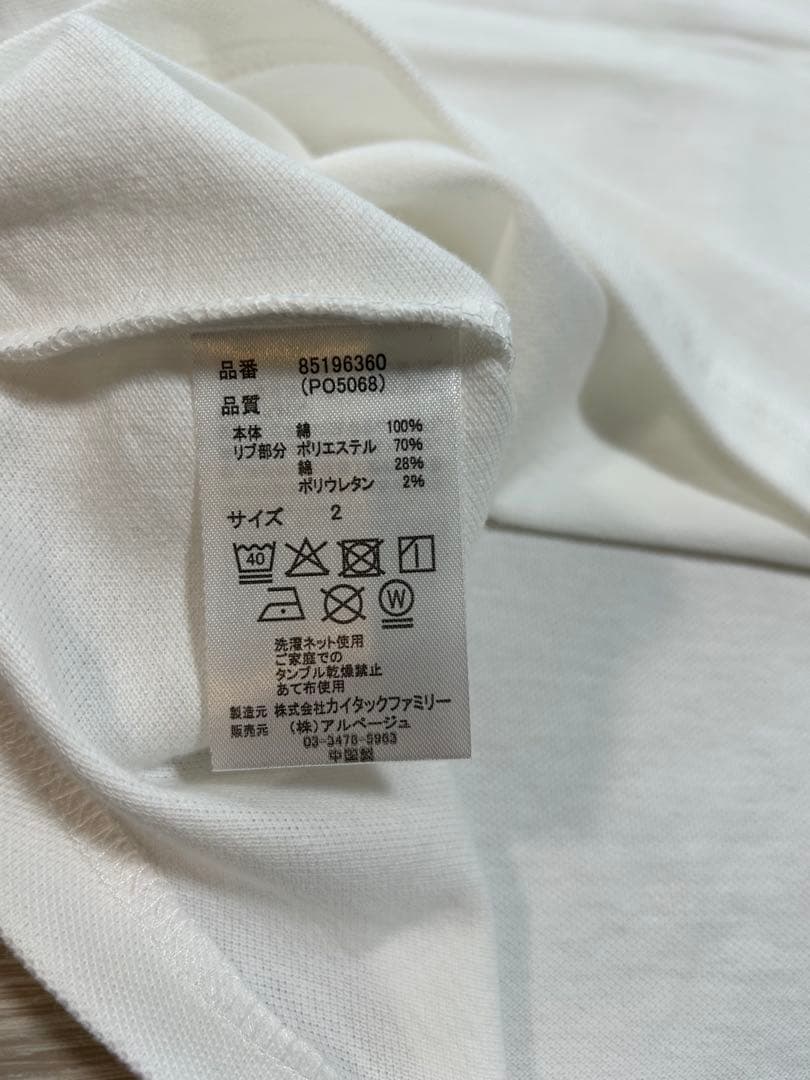 品番 85196360
(PO5068)
品質
本体 綿 100%
リブ部分 ポリエステル 70%
綿 28%
ポリウレタン 2%
サイズ 2
40
W
洗濯ネット使用
ご家庭での
タンブル乾燥禁止
あて布使用
製造元 株式会社カイタックファミリー
販売元 (株)アルページュ
03-3478-5963
中国製